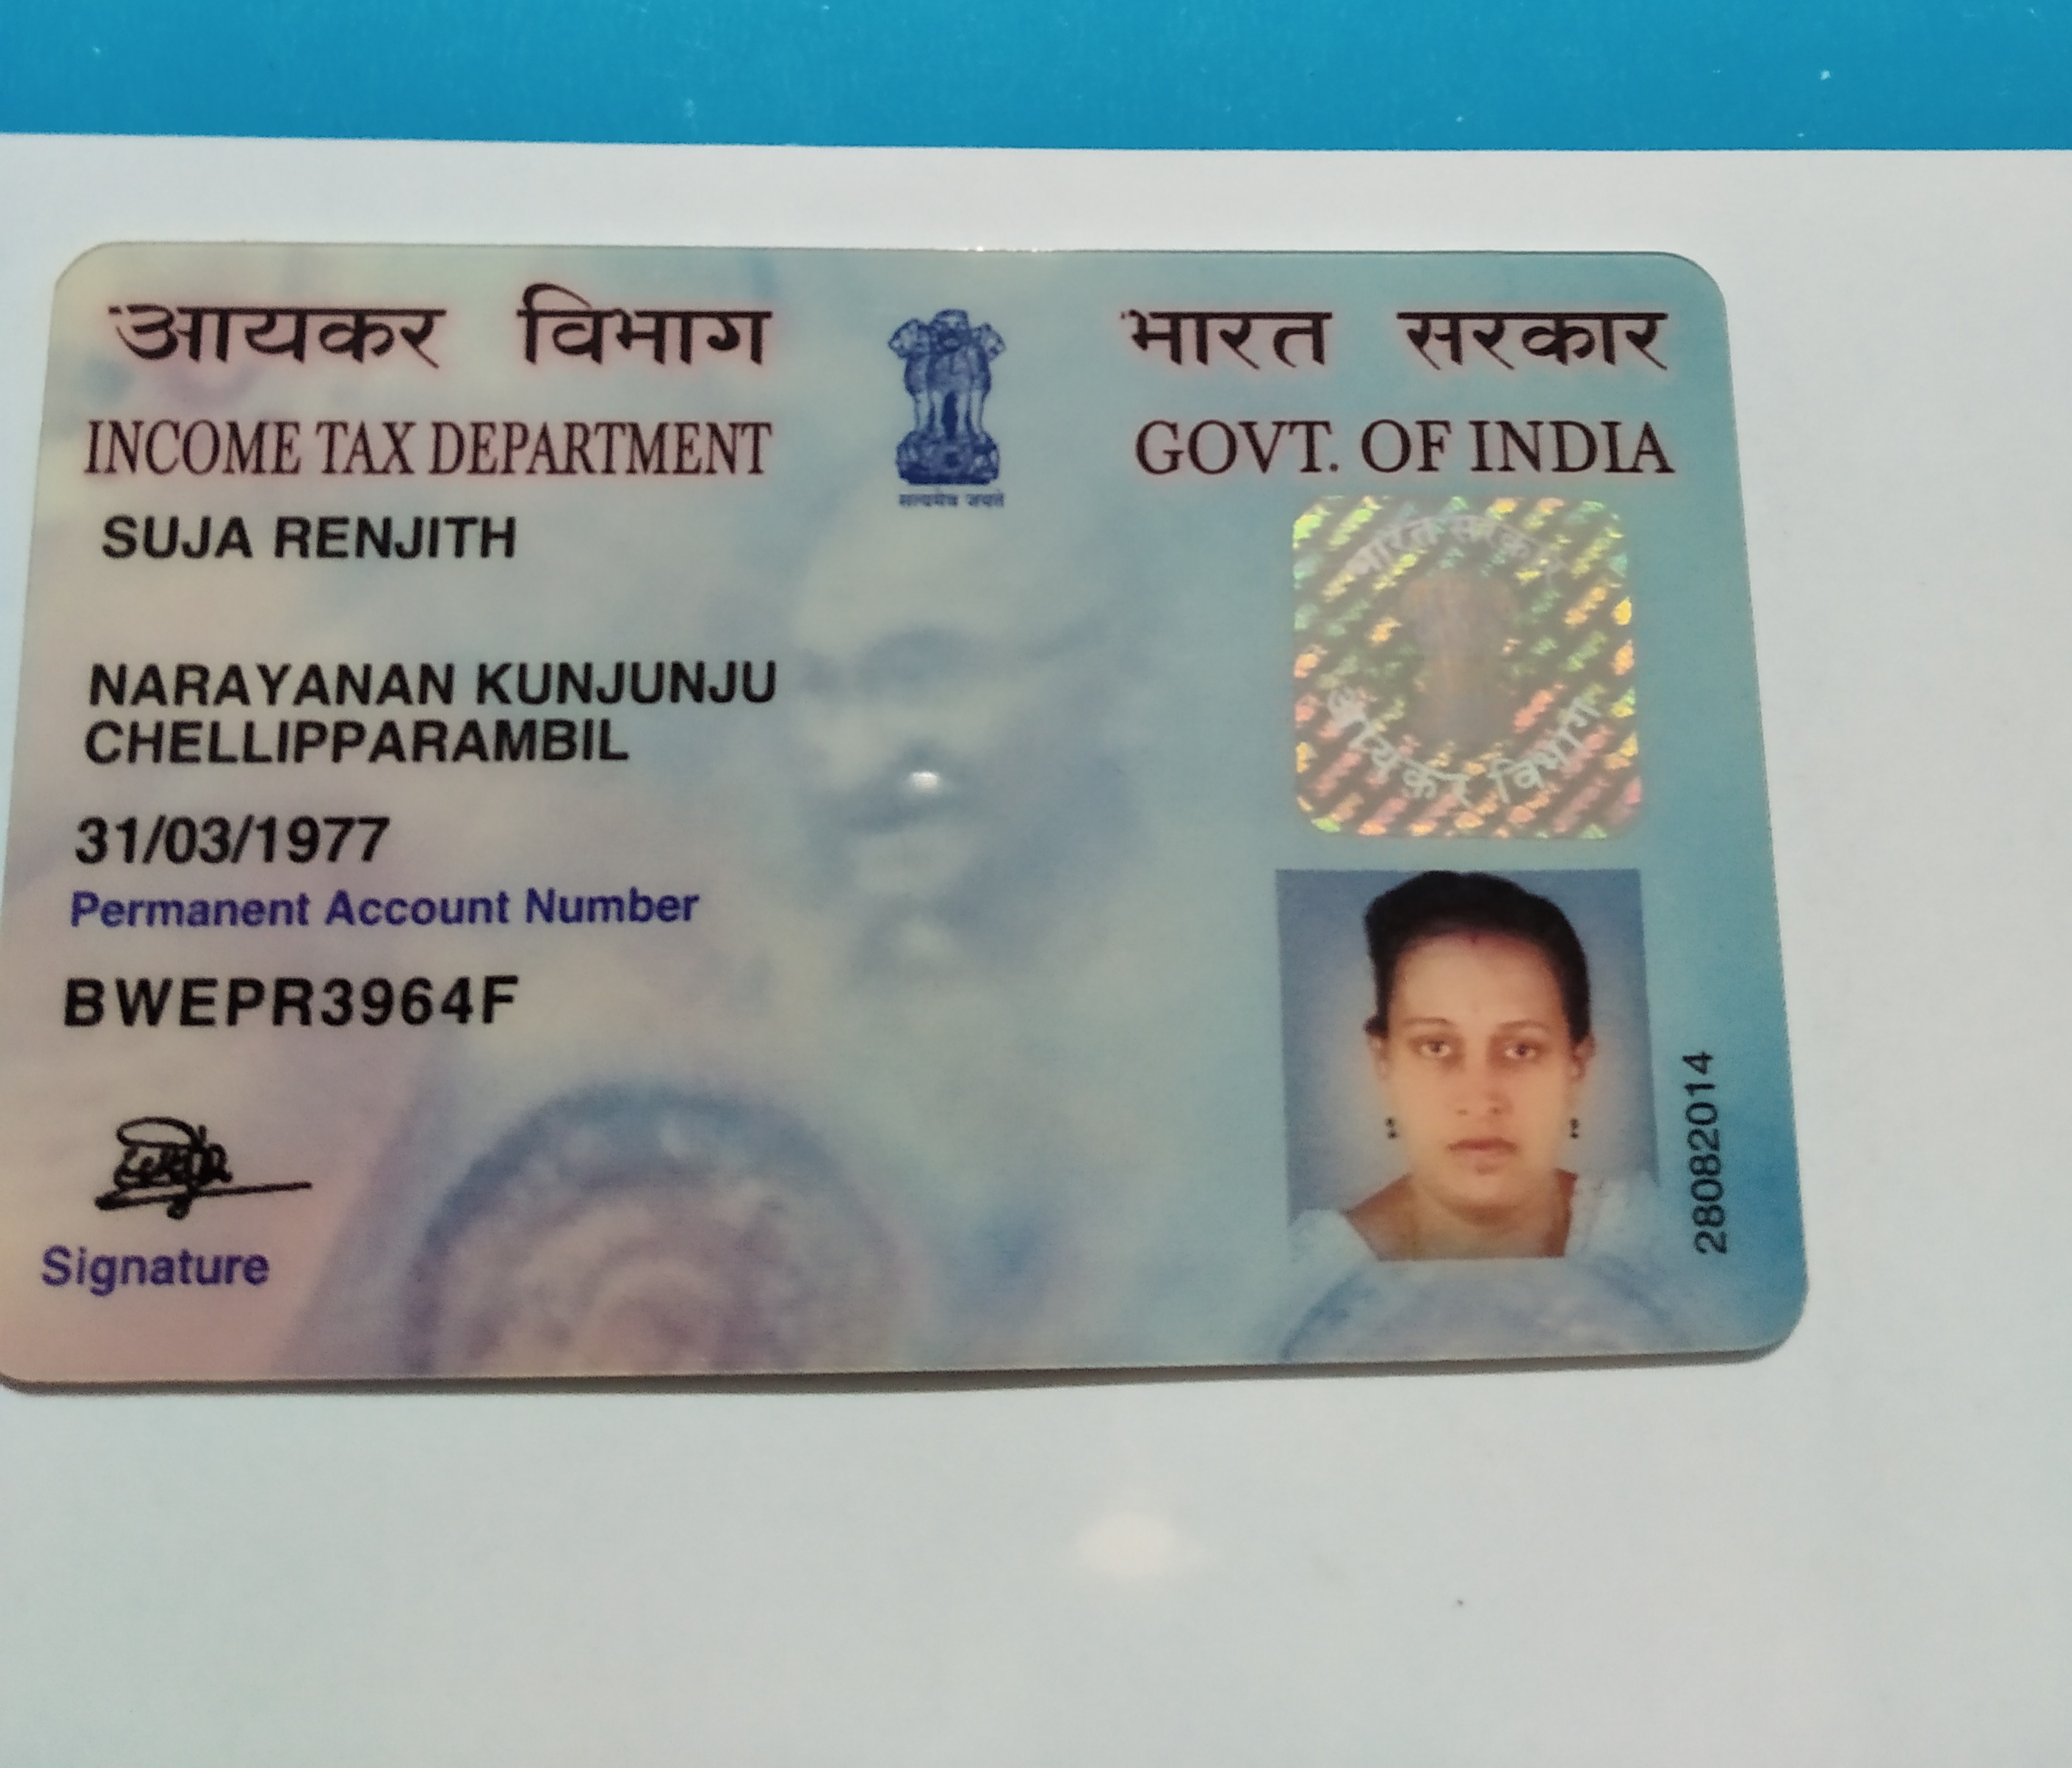 आयकर विभाग
भारत सरकार
INCOME TAX DEPARTMENT
GOVT. OF INDIA
सत्यमेव जयते
SUJA RENJITH
भारत सरकार
आयकर विभाग
NARAYANAN KUNJUNJU
CHELLIPPARAMBIL
31/03/1977
Permanent Account Number
BWEPR3964F
28082014
Signature